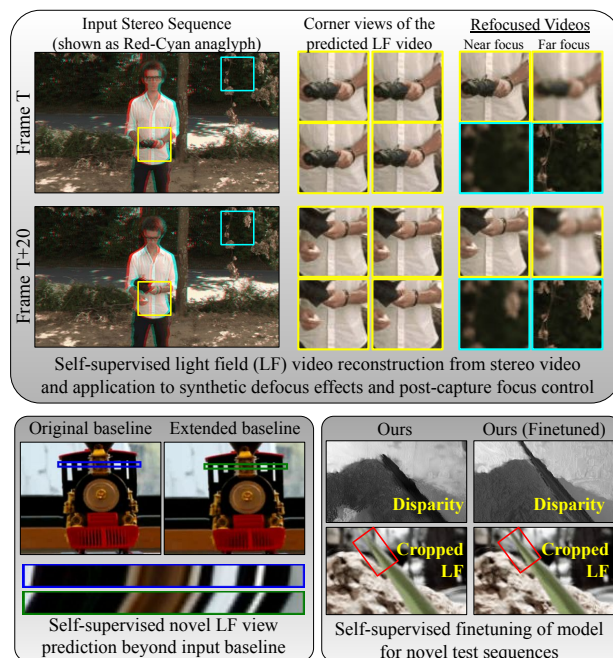 Input Stereo Sequence
(shown as Red-Cyan anaglyph)
Corner views of the
predicted LF video
Refocused Videos
Near focus
Far focus
Frame T
Frame T+20
Self-supervised light field (LF) video reconstruction from stereo video
and application to synthetic defocus effects and post-capture focus control
Original baseline
Extended baseline
Self-supervised novel LF view
prediction beyond input baseline
Ours
Ours (Finetuned)
Disparity
Disparity
Cropped
LF
Cropped
LF
Self-supervised finetuning of model
for novel test sequences